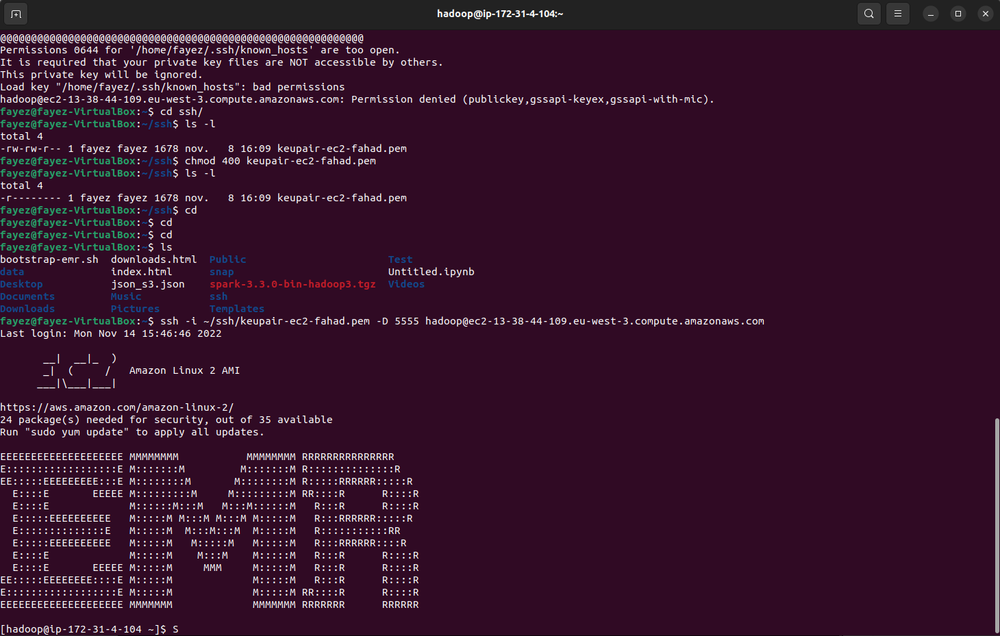 hadoop@ip-172-31-4-104:~
@@@@@@@@@@@@@@@@@@@@@@@@@@@@@@@@@@@@@@@@@@@@@@@@@@@@@@@@@@@
Permissions 0644 for '/home/fayez/.ssh/known_hosts' are too open.
It is required that your private key files are NOT accessible by others.
This private key will be ignored.
Load key "/home/fayez/.ssh/known_hosts": bad permissions
hadoop@ec2-13-38-44-109.eu-west-3.compute.amazonaws.com: Permission denied (publickey,gssapi-keyex,gssapi-with-mic).
fayez@fayez-VirtualBox:~$ cd ssh/
fayez@fayez-VirtualBox:~/ssh$ ls -l
total 4
-rw-rw-r-- 1 fayez fayez 1678 nov.   8 16:09 keupair-ec2-fahad.pem
fayez@fayez-VirtualBox:~/ssh$ chmod 400 keupair-ec2-fahad.pem
fayez@fayez-VirtualBox:~/ssh$ ls -l
total 4
-r-------- 1 fayez fayez 1678 nov.   8 16:09 keupair-ec2-fahad.pem
fayez@fayez-VirtualBox:~/ssh$ cd
fayez@fayez-VirtualBox:~$ cd
fayez@fayez-VirtualBox:~$ cd
fayez@fayez-VirtualBox:~$ ls
bootstrap-emr.sh  downloads.html  Public                       Test
data              index.html      snap                         Untitled.ipynb
Desktop           json_s3.json    spark-3.3.0-bin-hadoop3.tgz  Videos
Documents         Music           ssh
Downloads         Pictures        Templates
fayez@fayez-VirtualBox:~$ ssh -i ~/ssh/keupair-ec2-fahad.pem -D 5555 hadoop@ec2-13-38-44-109.eu-west-3.compute.amazonaws.com
Last login: Mon Nov 14 15:46:46 2022

       __|  __|_  )
       _|  (     /   Amazon Linux 2 AMI
      ___|\___|___|

https://aws.amazon.com/amazon-linux-2/
24 package(s) needed for security, out of 35 available
Run "sudo yum update" to apply all updates.

EEEEEEEEEEEEEEEEEEEE MMMMMMMM           MMMMMMMM RRRRRRRRRRRRRRR
E::::::::::::::::::E M:::::::M         M:::::::M R::::::::::::::R
EE:::::EEEEEEEEE:::E M::::::::M       M::::::::M R:::::RRRRRR:::::R
  E::::E       EEEEE M:::::::::M     M:::::::::M RR::::R      R::::R
  E::::E             M::::::M:::M   M:::M::::::M   R:::R      R::::R
  E:::::EEEEEEEEEE   M:::::M M:::M M:::M M:::::M   R:::RRRRRR:::::R
  E::::::::::::::E   M:::::M  M:::M:::M  M:::::M   R:::::::::::RR
  E:::::EEEEEEEEEE   M:::::M   M:::::M   M:::::M   R:::RRRRRR::::R
  E::::E             M:::::M    M:::M    M:::::M   R:::R      R::::R
  E::::E       EEEEE M:::::M     MMM     M:::::M   R:::R      R::::R
EE:::::EEEEEEEE::::E M:::::M             M:::::M   R:::R      R::::R
E::::::::::::::::::E M:::::M             M:::::M RR::::R      R::::R
EEEEEEEEEEEEEEEEEEEE MMMMMMM             MMMMMMM RRRRRRR      RRRRRR

[hadoop@ip-172-31-4-104 ~]$ S